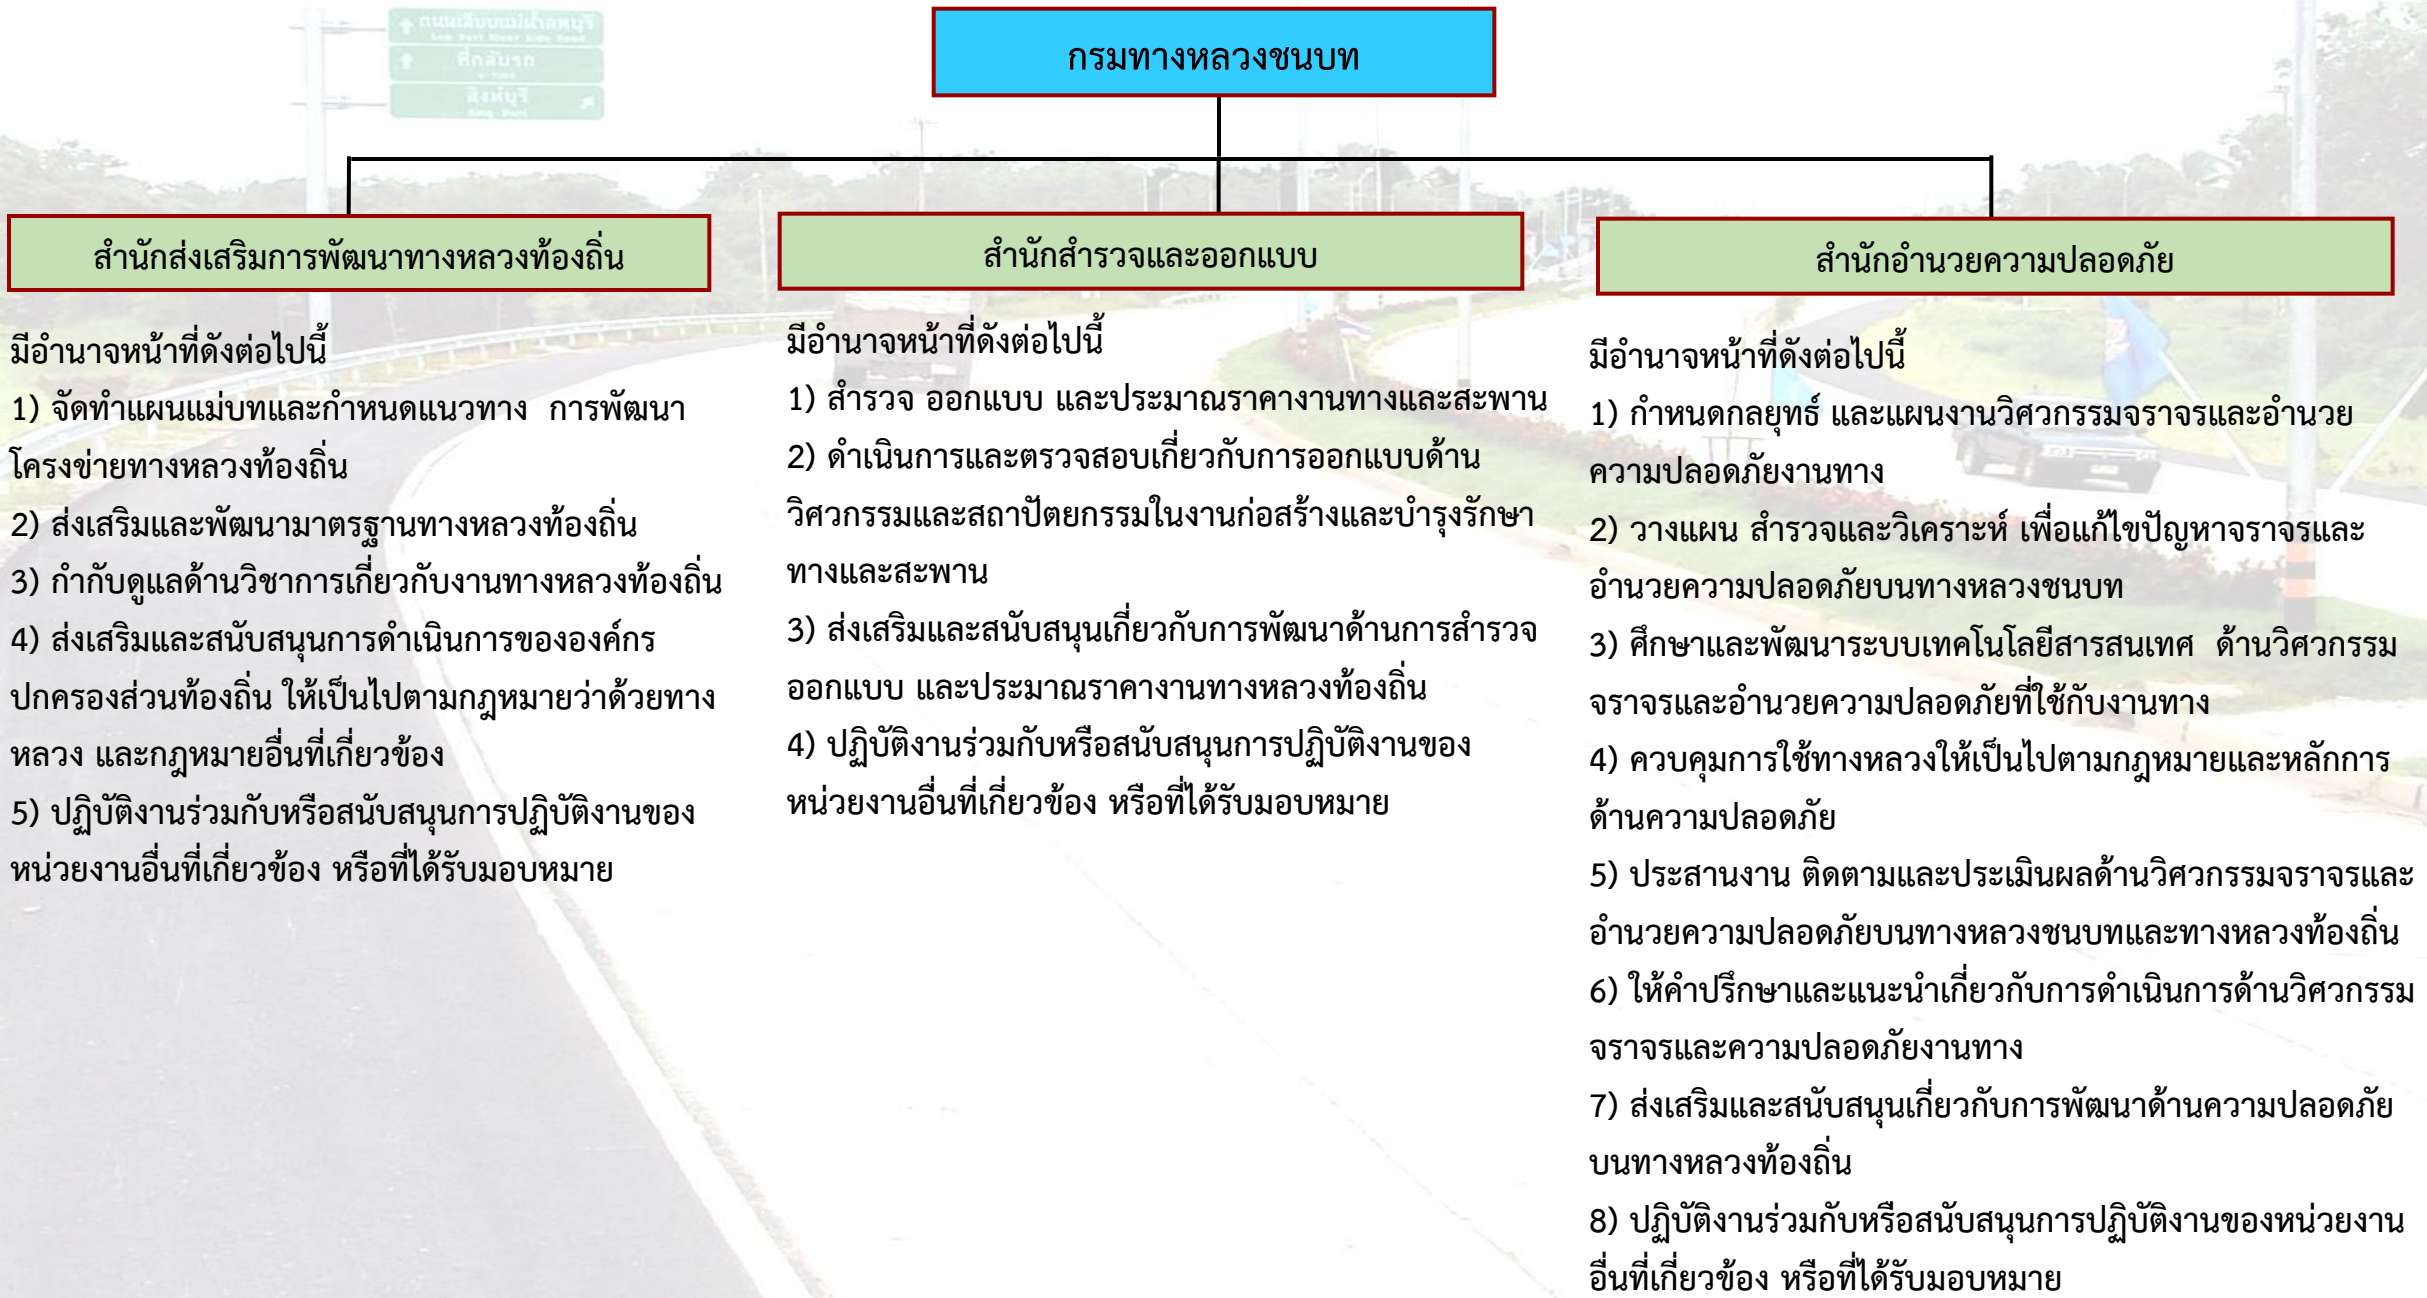 ถนนเลียบแม่น้ำลพบุรี
Lop Buri River Side Road
ที่กลับรถ
U-TURN
สิงห์บุรี
Sing Buri
กรมทางหลวงชนบท
สำนักส่งเสริมการพัฒนาทางหลวงท้องถิ่น
มีอำนาจหน้าที่ดังต่อไปนี้
1) จัดทำแผนแม่บทและกำหนดแนวทาง การพัฒนา
โครงข่ายทางหลวงท้องถิ่น
2) ส่งเสริมและพัฒนามาตรฐานทางหลวงท้องถิ่น
3) กำกับดูแลด้านวิชาการเกี่ยวกับงานทางหลวงท้องถิ่น
4) ส่งเสริมและสนับสนุนการดำเนินการขององค์กร
ปกครองส่วนท้องถิ่น ให้เป็นไปตามกฎหมายว่าด้วยทาง
หลวง และกฎหมายอื่นที่เกี่ยวข้อง
5) ปฏิบัติงานร่วมกับหรือสนับสนุนการปฏิบัติงานของ
หน่วยงานอื่นที่เกี่ยวข้อง หรือที่ได้รับมอบหมาย
สำนักสำรวจและออกแบบ
มีอำนาจหน้าที่ดังต่อไปนี้
1) สำรวจ ออกแบบ และประมาณราคางานทางและสะพาน
2) ดำเนินการและตรวจสอบเกี่ยวกับการออกแบบด้าน
วิศวกรรมและสถาปัตยกรรมในงานก่อสร้างและบำรุงรักษา
ทางและสะพาน
3) ส่งเสริมและสนับสนุนเกี่ยวกับการพัฒนาด้านการสำรวจ
ออกแบบ และประมาณราคางานทางหลวงท้องถิ่น
4) ปฏิบัติงานร่วมกับหรือสนับสนุนการปฏิบัติงานของ
หน่วยงานอื่นที่เกี่ยวข้อง หรือที่ได้รับมอบหมาย
สำนักอำนวยความปลอดภัย
มีอำนาจหน้าที่ดังต่อไปนี้
1) กำหนดกลยุทธ์ และแผนงานวิศวกรรมจราจรและอำนวย
ความปลอดภัยงานทาง
2) วางแผน สำรวจและวิเคราะห์ เพื่อแก้ไขปัญหาจราจรและ
อำนวยความปลอดภัยบนทางหลวงชนบท
3) ศึกษาและพัฒนาระบบเทคโนโลยีสารสนเทศ ด้านวิศวกรรม
จราจรและอำนวยความปลอดภัยที่ใช้กับงานทาง
4) ควบคุมการใช้ทางหลวงให้เป็นไปตามกฎหมายและหลักการ
ด้านความปลอดภัย
5) ประสานงาน ติดตามและประเมินผลด้านวิศวกรรมจราจรและ
อำนวยความปลอดภัยบนทางหลวงชนบทและทางหลวงท้องถิ่น
6) ให้คำปรึกษาและแนะนำเกี่ยวกับการดำเนินการด้านวิศวกรรม
จราจรและความปลอดภัยงานทาง
7) ส่งเสริมและสนับสนุนเกี่ยวกับการพัฒนาด้านความปลอดภัย
บนทางหลวงท้องถิ่น
8) ปฏิบัติงานร่วมกับหรือสนับสนุนการปฏิบัติงานของหน่วยงาน
อื่นที่เกี่ยวข้อง หรือที่ได้รับมอบหมาย